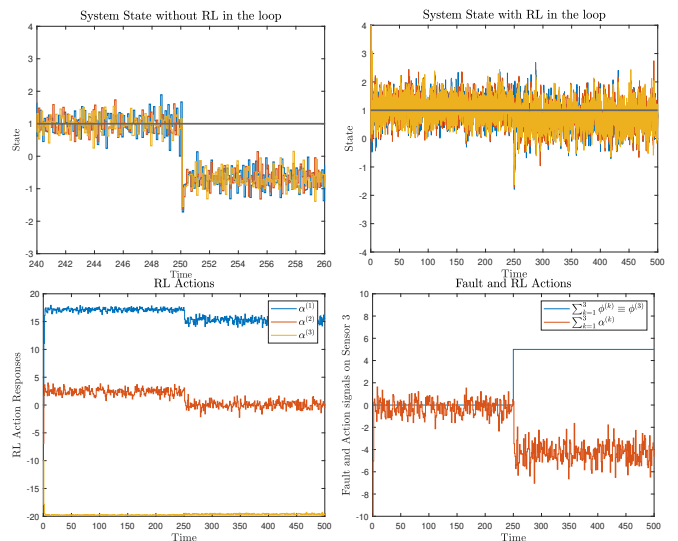 System State without RL in the loop
4
3
2
1
0
-1
-2
-3
State
240 242 244 246 248 250 252 254 256 258 260
Time
System State with RL in the loop
4
3
2
1
0
-1
-2
-3
-4
State
0 50 100 150 200 250 300 350 400 450 500
Time
RL Actions
20
15
10
5
0
-5
-10
-15
-20
RL Action Responses
α(1)
α(2)
α(3)
0 50 100 150 200 250 300 350 400 450 500
Time
Fault and RL Actions
10
8
6
4
2
0
-2
-4
-6
-8
-10
Fault and Action signals on Sensor 3
∑³ₖ₌₁ ϕ(k) ≡ ϕ(3)
∑³ₖ₌₁ α(k)
0 50 100 150 200 250 300 350 400 450 500
Time